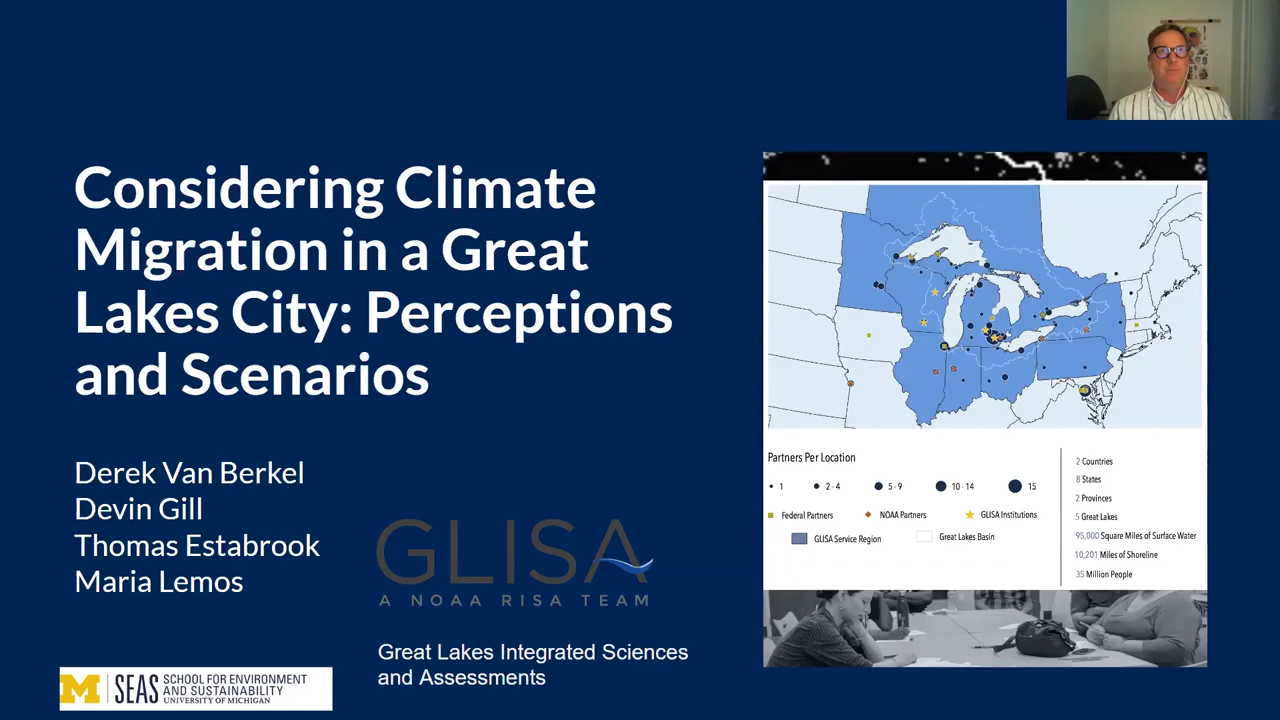 Considering Climate
Migration in a Great
Lakes City: Perceptions
and Scenarios
Derek Van Berkel
Devin Gill
Thomas Estabrook
Maria Lemos
GLISA
A NOAA RISA TEAM
Great Lakes Integrated Sciences
and Assessments
M SEAS SCHOOL FOR ENVIRONMENT
AND SUSTAINABILITY
UNIVERSITY OF MICHIGAN
Partners Per Location
1 2 - 4 5 - 9 10 - 14 15
Federal Partners NOAA Partners GLISA Institutions
GLISA Service Region Great Lakes Basin
2 Countries
8 States
2 Provinces
5 Great Lakes
95,000 Square Miles of Surface Water
10,201 Miles of Shoreline
35 Million People